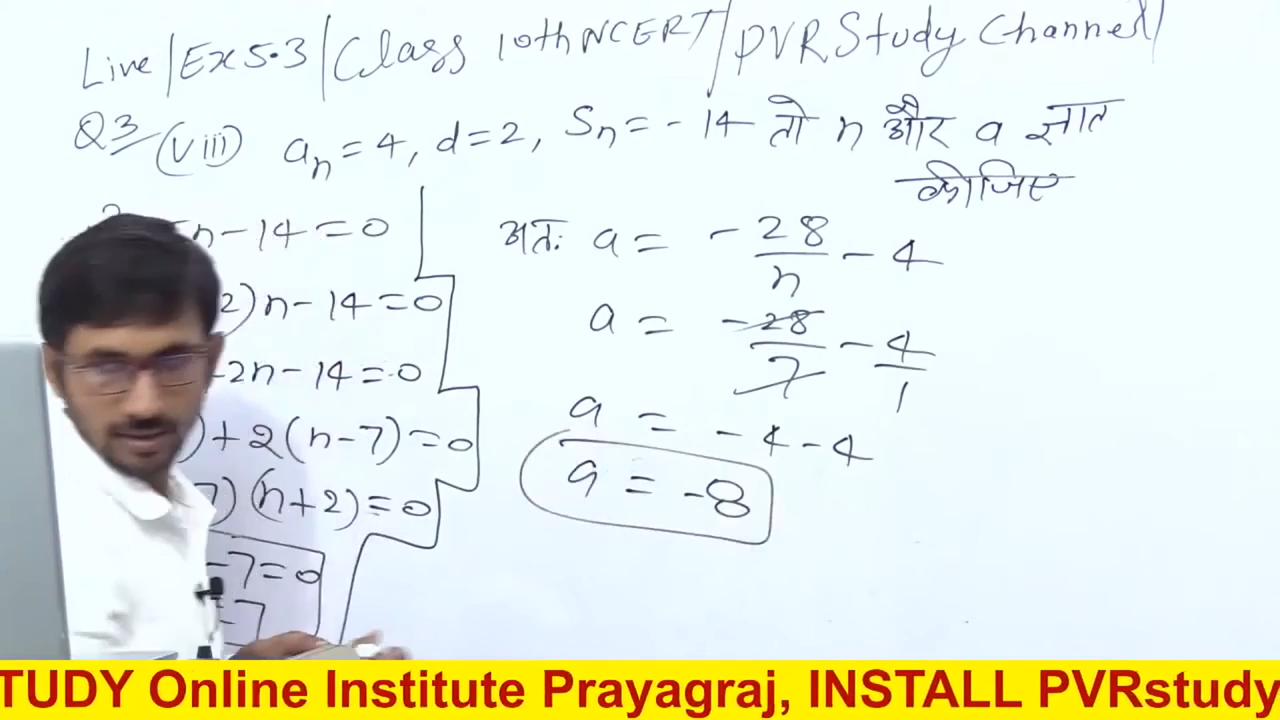 Live/Ex5.3/Class 10th NCERT/PVR Study Channel/
Q3 (viii) aₙ = 4, d = 2, Sₙ = -14 तो n और a ज्ञात
कीजिए
n - 14 = 0
2)n - 14 = 0
2n - 14 = 0
) + 2(n - 7) = 0
7)(n + 2) = 0
-7 = 0
= 7
अतः a = -28/n - 4
a = -28/7 - 4/1
a = -4 - 4
a = -8
TUDY Online Institute Prayagraj, INSTALL PVRstudy